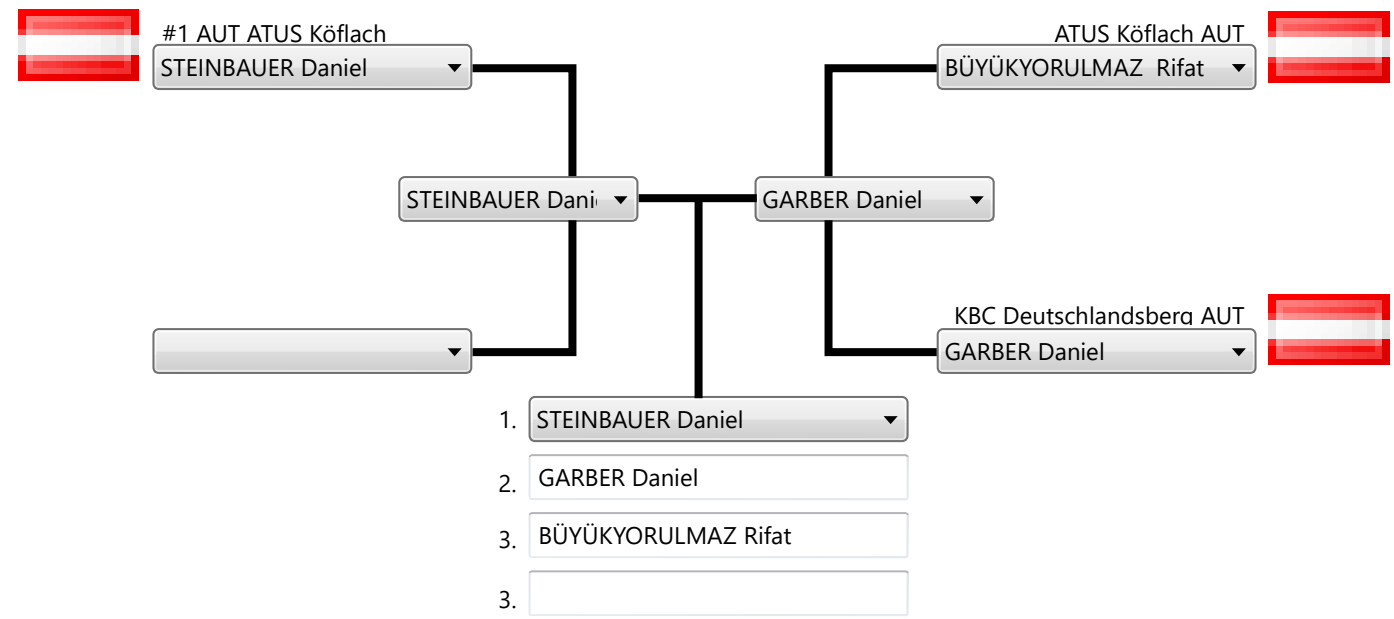 #1 AUT ATUS Köflach
STEINBAUER Daniel
ATUS Köflach AUT
BÜYÜKYORULMAZ Rifat
STEINBAUER Dani
GARBER Daniel
KBC Deutschlandsberg AUT
GARBER Daniel
1. STEINBAUER Daniel
2. GARBER Daniel
3. BÜYÜKYORULMAZ Rifat
3.